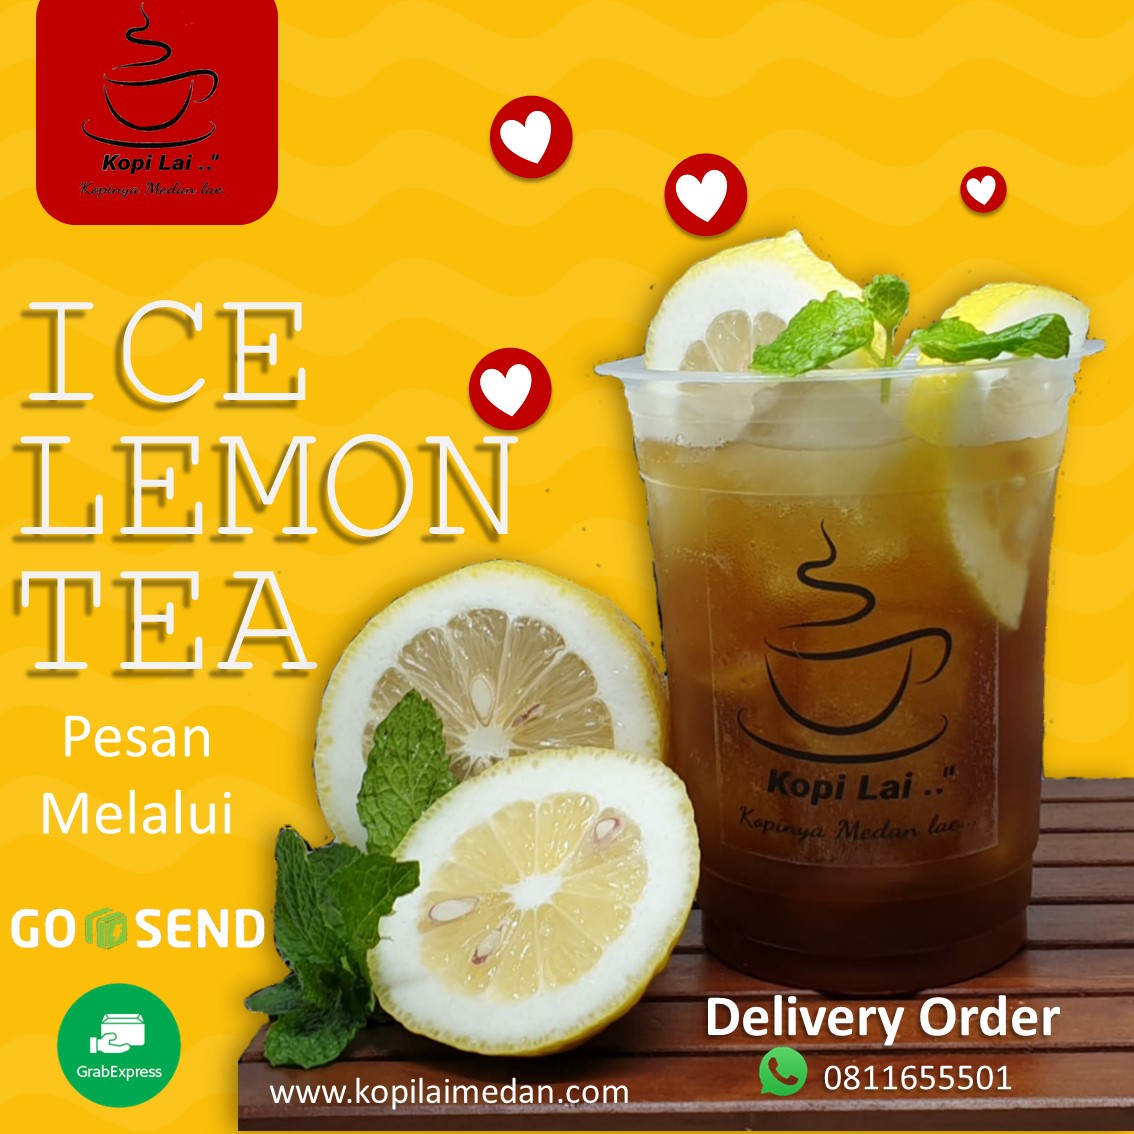 Kopi Lai .."
Kopinya Medan lae...
ICE
LEMON
TEA
Pesan
Melalui
GO SEND
GrabExpress
Kopi Lai .."
Kopinya Medan lae...
Delivery Order
0811655501
www.kopilaimedan.com